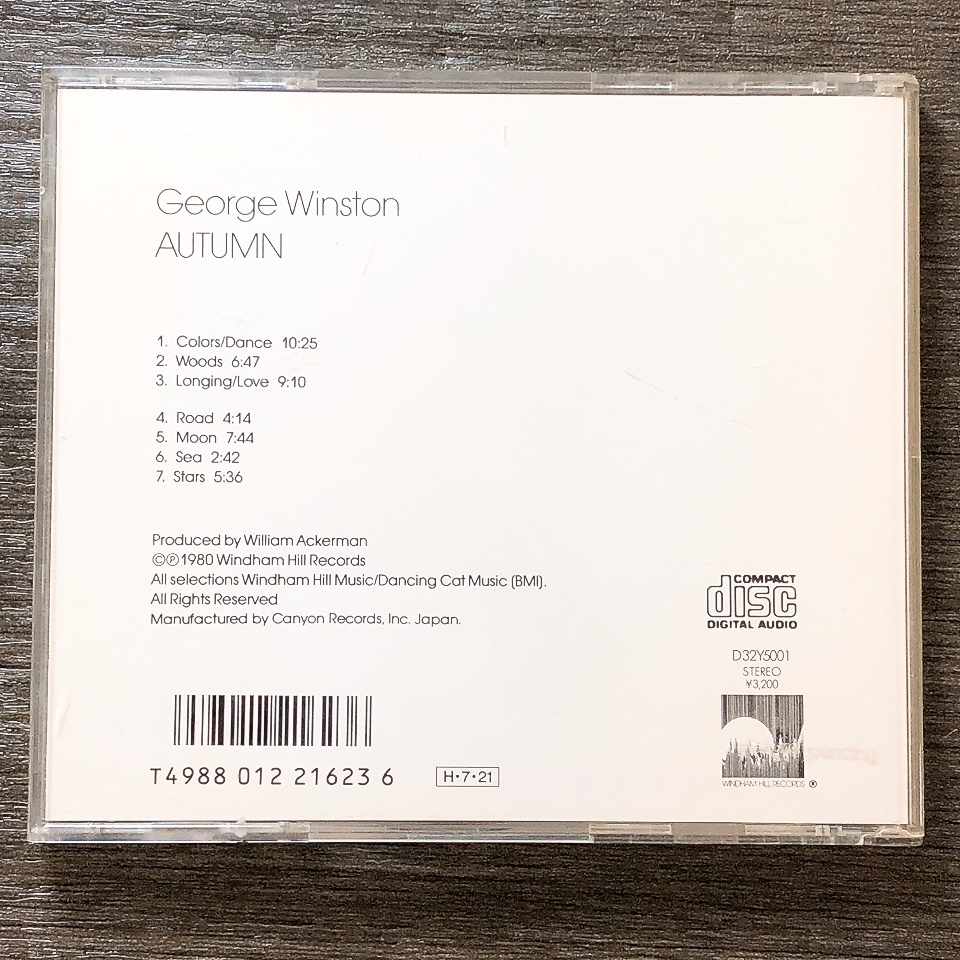 George Winston
AUTUMN
1. Colors/Dance 10:25
2. Woods 6:47
3. Longing/Love 9:10
4. Road 4:14
5. Moon 7:44
6. Sea 2:42
7. Stars 5:36
Produced by William Ackerman
©℗1980 Windham Hill Records
All selections Windham Hill Music/Dancing Cat Music (BMI).
All Rights Reserved
Manufactured by Canyon Records, Inc. Japan.
COMPACT
disc
DIGITAL AUDIO
D32Y5001
STEREO
¥3,200
WINDHAM HILL RECORDS ®
T4988 012 21623 6
H·7·21